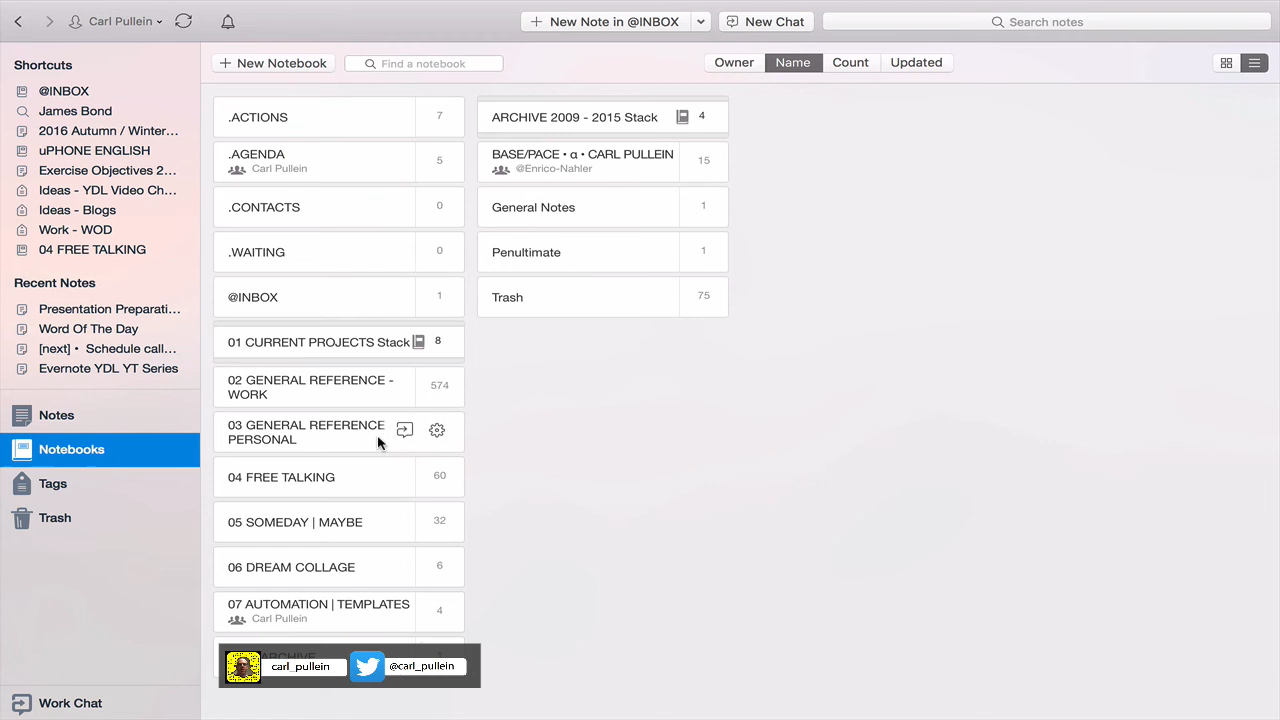 Carl Pullein
New Note in @INBOX
New Chat
Search notes
Shortcuts
@INBOX
James Bond
2016 Autumn / Winter...
uPHONE ENGLISH
Exercise Objectives 2...
Ideas - YDL Video Ch...
Ideas - Blogs
Work - WOD
04 FREE TALKING
Recent Notes
Presentation Preparati...
Word Of The Day
[next] • Schedule call...
Evernote YDL YT Series
Notes
Notebooks
Tags
Trash
Work Chat
New Notebook
Find a notebook
Owner
Name
Count
Updated
.ACTIONS
7
.AGENDA
5
Carl Pullein
.CONTACTS
0
.WAITING
0
@INBOX
1
01 CURRENT PROJECTS Stack
8
02 GENERAL REFERENCE -
WORK
574
03 GENERAL REFERENCE
PERSONAL
04 FREE TALKING
60
05 SOMEDAY | MAYBE
32
06 DREAM COLLAGE
6
07 AUTOMATION | TEMPLATES
4
Carl Pullein
ARCHIVE
carl_pullein
@carl_pullein
ARCHIVE 2009 - 2015 Stack
4
BASE/PACE • α • CARL PULLEIN
15
@Enrico-Nahler
General Notes
1
Penultimate
1
Trash
75